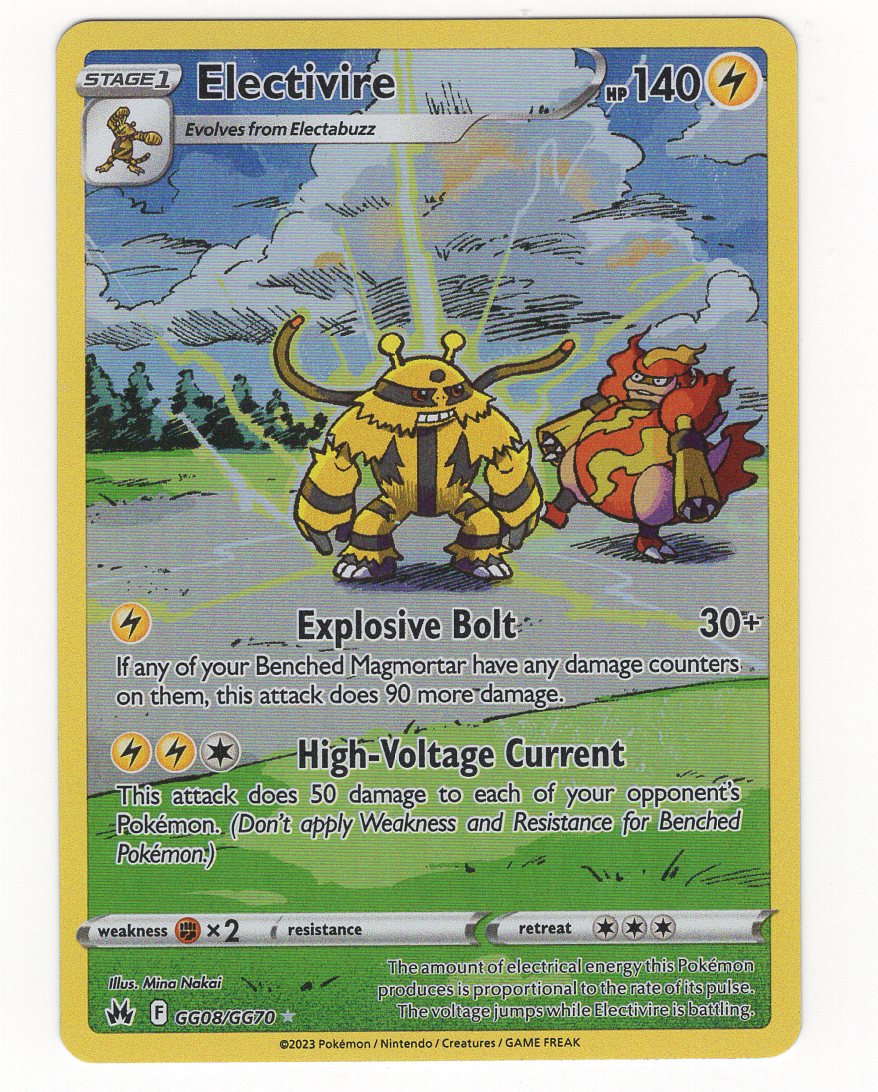 STAGE 1
Electivire
HP 140
Evolves from Electabuzz
Explosive Bolt 30+
If any of your Benched Magmortar have any damage counters
on them, this attack does 90 more damage.
High-Voltage Current
This attack does 50 damage to each of your opponent's
Pokémon. (Don't apply Weakness and Resistance for Benched
Pokémon.)
weakness ×2 resistance retreat
Illus. Mina Nakai
The amount of electrical energy this Pokémon
produces is proportional to the rate of its pulse.
The voltage jumps while Electivire is battling.
F GG08/GG70
©2023 Pokémon / Nintendo / Creatures / GAME FREAK